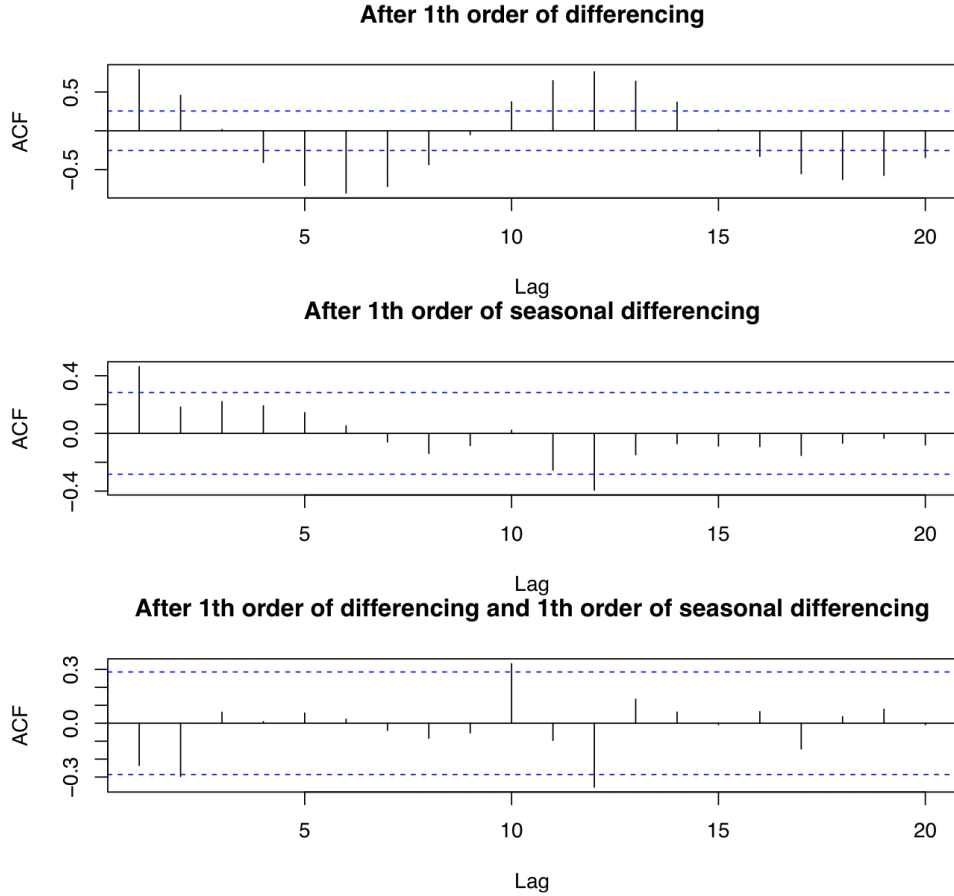 After 1th order of differencing
ACF
0.5
−0.5
5 10 15 20
Lag
After 1th order of seasonal differencing
ACF
0.4
0.0
−0.4
5 10 15 20
Lag
After 1th order of differencing and 1th order of seasonal differencing
ACF
0.3
0.0
−0.3
5 10 15 20
Lag